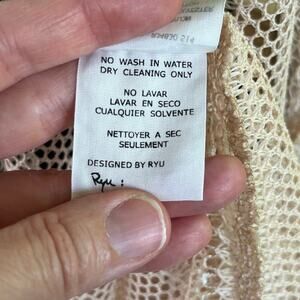 NO WASH IN WATER
DRY CLEANING ONLY
NO LAVAR
LAVAR EN SECO
CUALQUIER SOLVENTE
NETTOYER A SEC
SEULEMENT
DESIGNED BY RYU
Ryu :